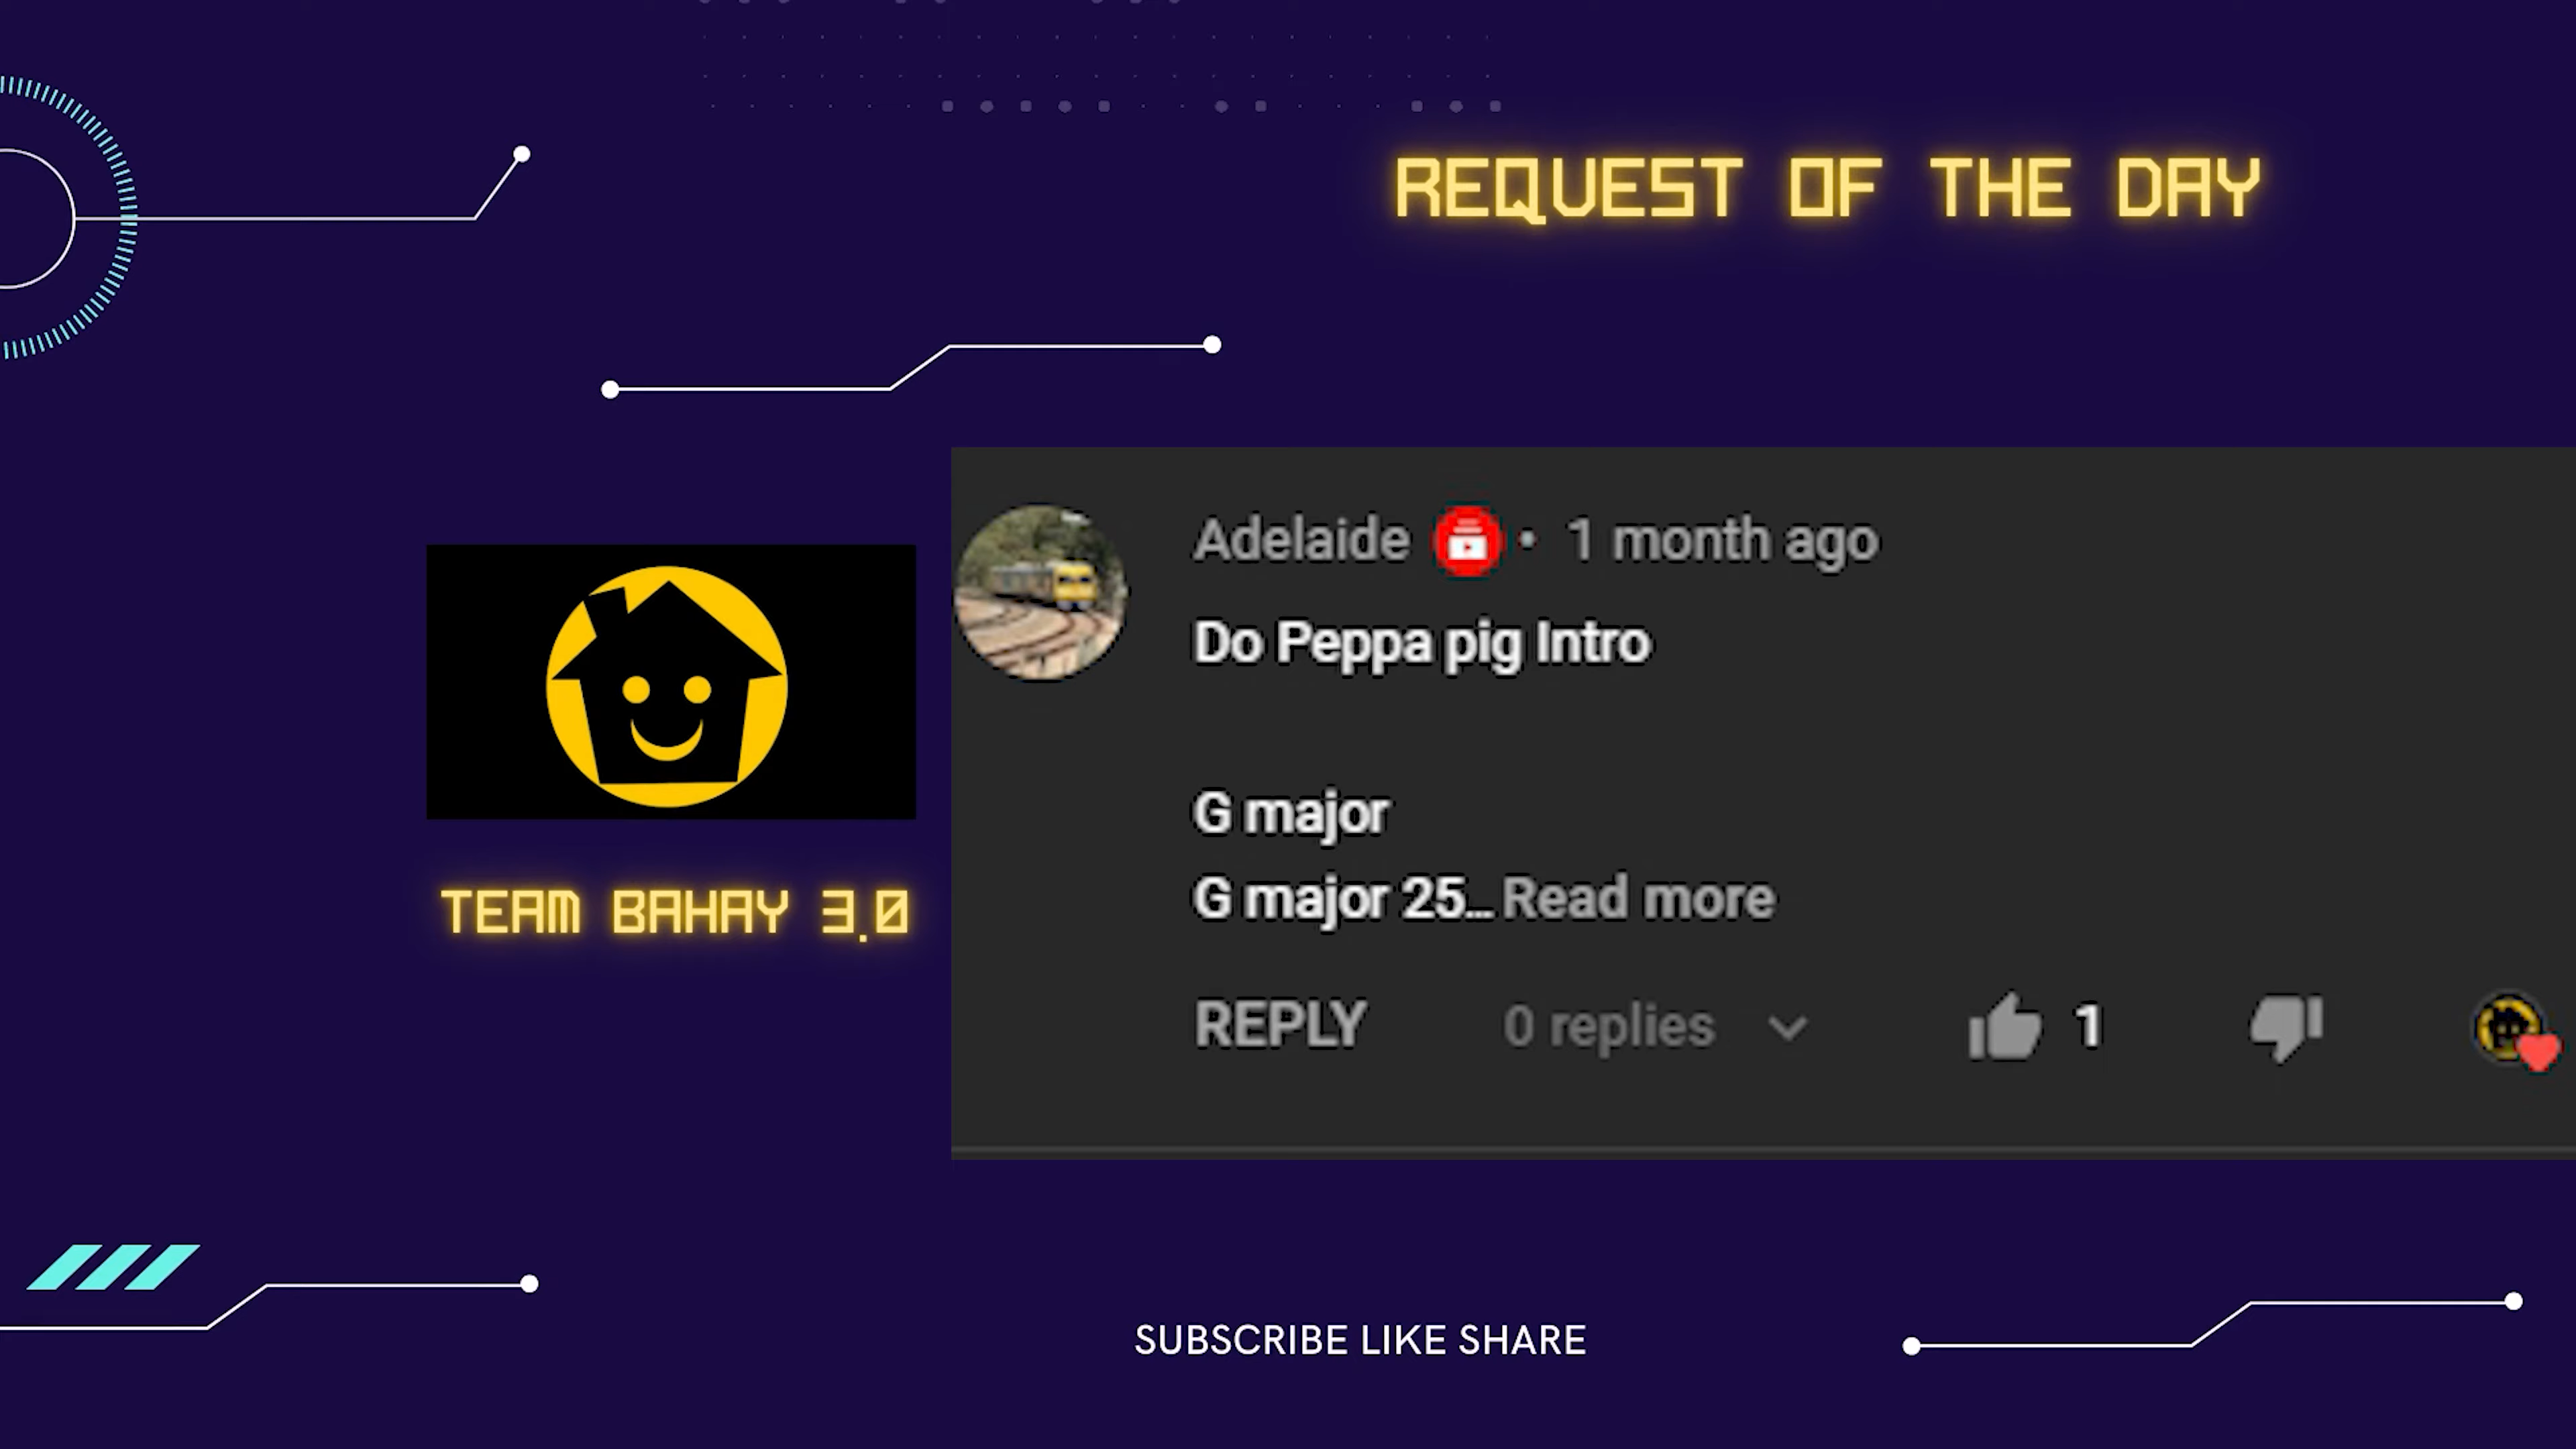 REQUEST OF THE DAY
TEAM BAHAY 3.0
Adelaide • 1 month ago
Do Peppa pig Intro
G major
G major 25... Read more
REPLY 0 replies 1
SUBSCRIBE LIKE SHARE